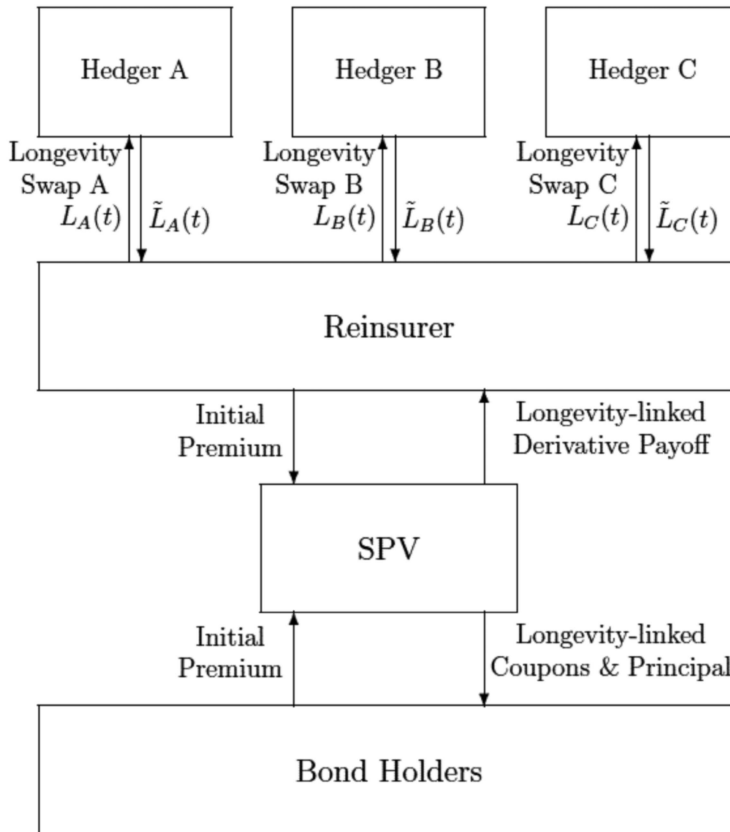 Hedger A
Hedger B
Hedger C
Longevity
Swap A
L_A(t)
L̃_A(t)
Longevity
Swap B
L_B(t)
L̃_B(t)
Longevity
Swap C
L_C(t)
L̃_C(t)
Reinsurer
Initial
Premium
Longevity-linked
Derivative Payoff
SPV
Initial
Premium
Longevity-linked
Coupons & Principal
Bond Holders